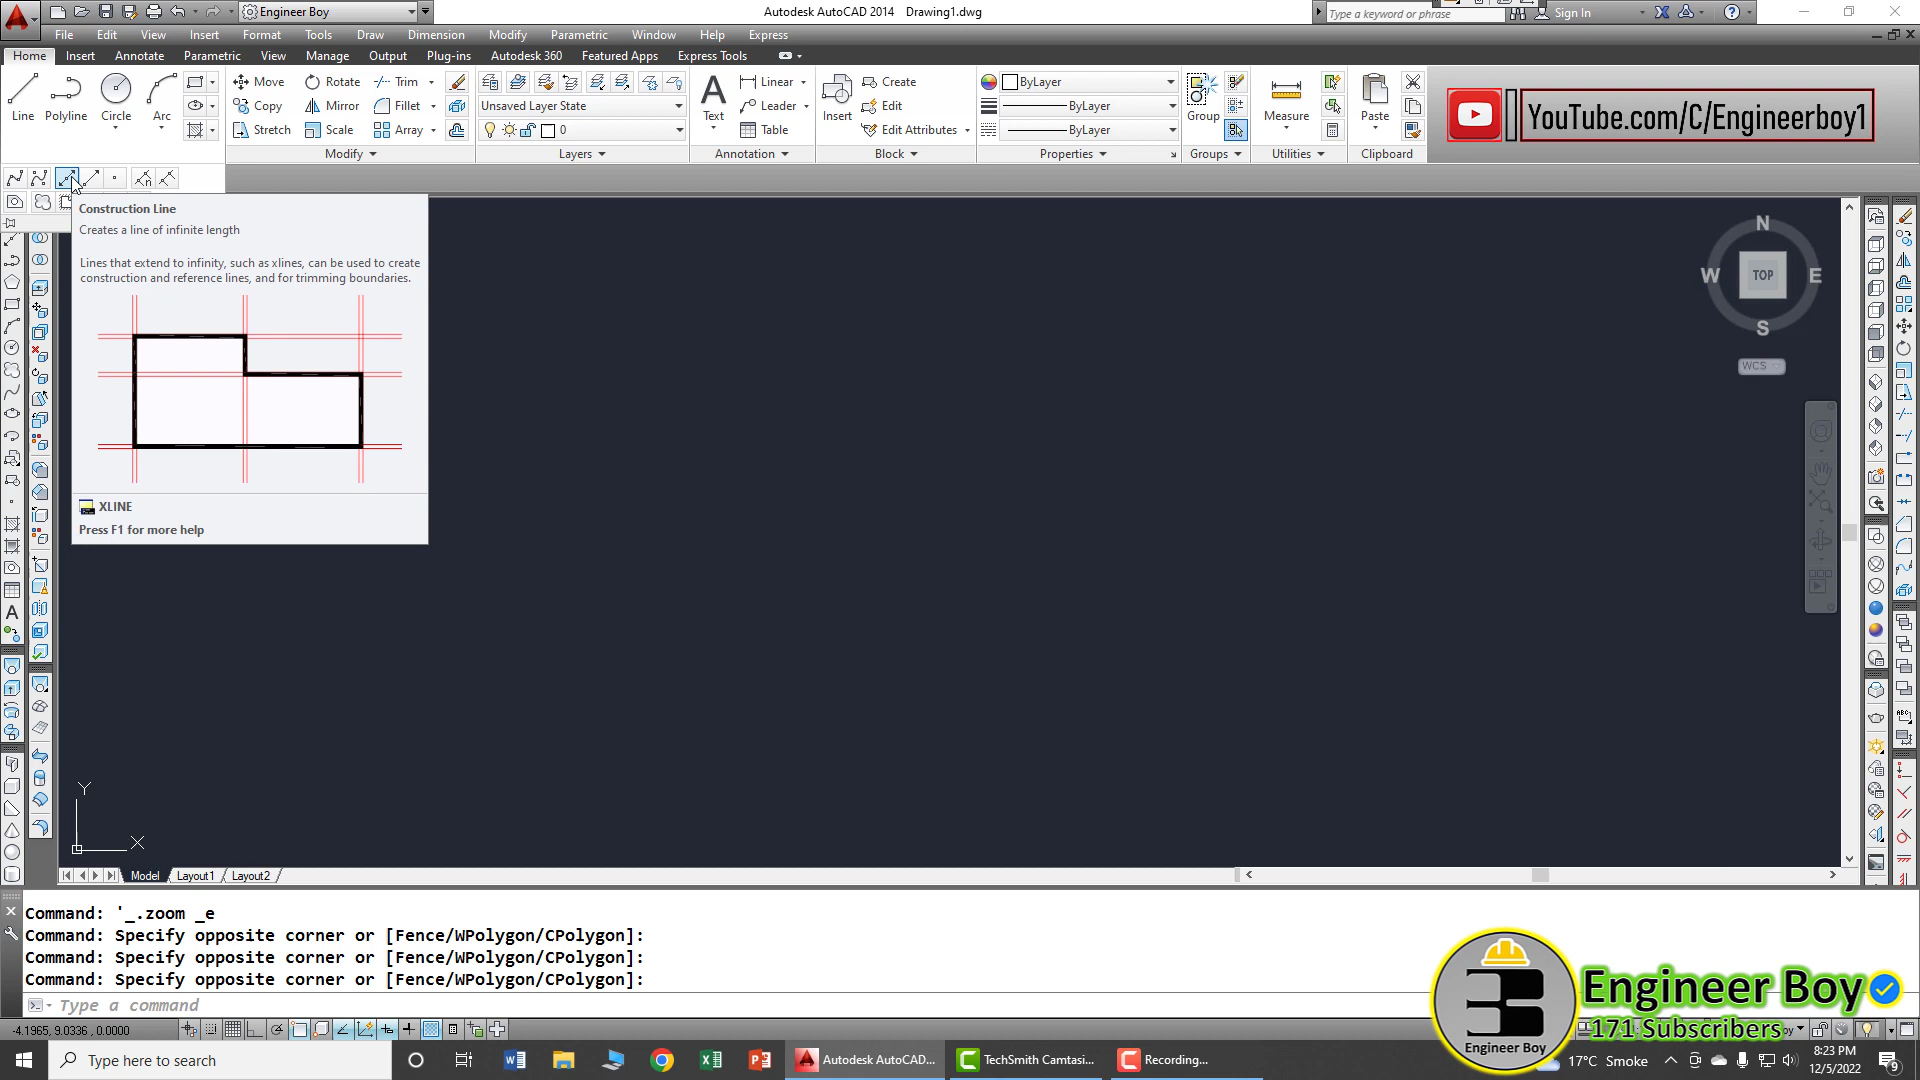 Engineer Boy
Autodesk AutoCAD 2014 Drawing1.dwg
Type a keyword or phrase
Sign In
File Edit View Insert Format Tools Draw Dimension Modify Parametric Window Help Express
Home Insert Annotate Parametric View Manage Output Plug-ins Autodesk 360 Featured Apps Express Tools
Line Polyline Circle Arc
Move Rotate Trim
Copy Mirror Fillet
Stretch Scale Array
Modify
Unsaved Layer State
0
Layers
Text
Linear
Leader
Table
Annotation
Insert
Create
Edit
Edit Attributes
Block
ByLayer
ByLayer
ByLayer
Properties
Group
Groups
Measure
Utilities
Paste
Clipboard
YouTube.com/C/Engineerboy1
Construction Line
Creates a line of infinite length
Lines that extend to infinity, such as xlines, can be used to create
construction and reference lines, and for trimming boundaries.
XLINE
Press F1 for more help
N
W TOP E
S
WCS
Y
X
Model Layout1 Layout2
Command: '_.zoom _e
Command: Specify opposite corner or [Fence/WPolygon/CPolygon]:
Command: Specify opposite corner or [Fence/WPolygon/CPolygon]:
Command: Specify opposite corner or [Fence/WPolygon/CPolygon]:
Type a command
-4.1965, 9.0336, 0.0000
Engineer Boy
171 Subscribers
Engineer Boy
Type here to search
Autodesk AutoCAD...
TechSmith Camtasi...
Recording...
17°C Smoke
8:23 PM
12/5/2022
9